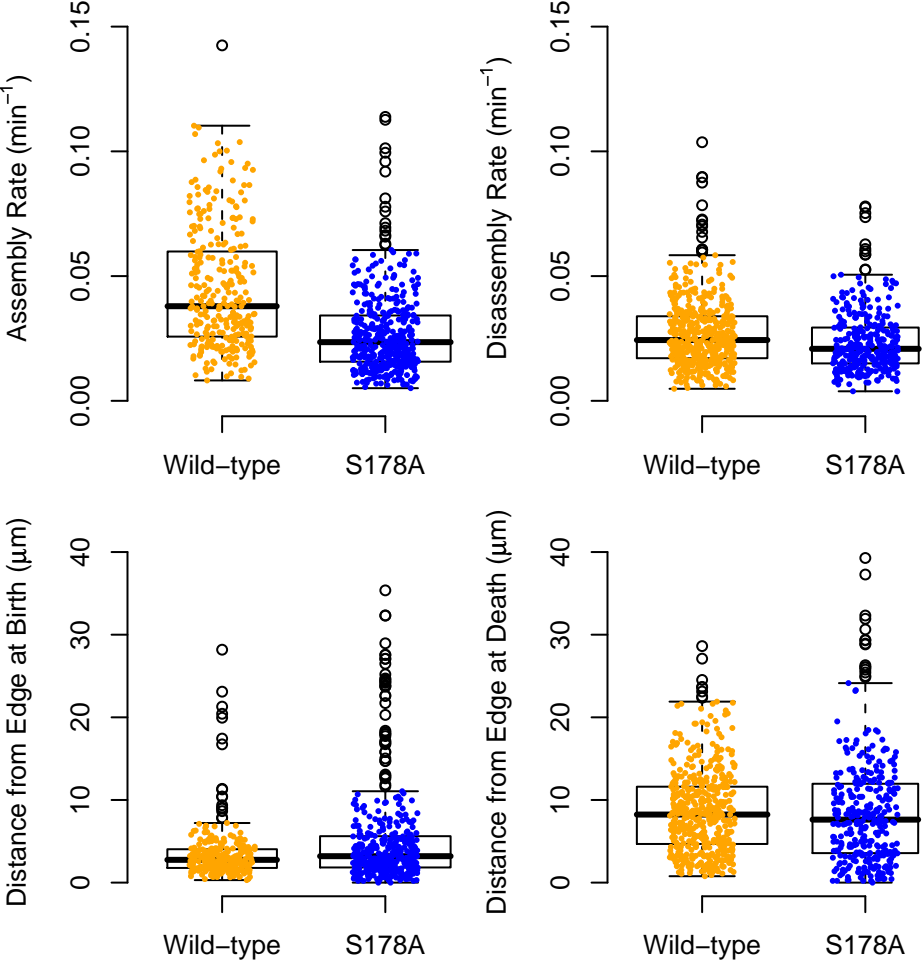 Assembly Rate (min−1)
0.15
0.10
0.05
0.00
Wild−type S178A
Disassembly Rate (min−1)
0.15
0.10
0.05
0.00
Wild−type S178A
Distance from Edge at Birth (μm)
40
30
20
10
0
Wild−type S178A
Distance from Edge at Death (μm)
40
30
20
10
0
Wild−type S178A